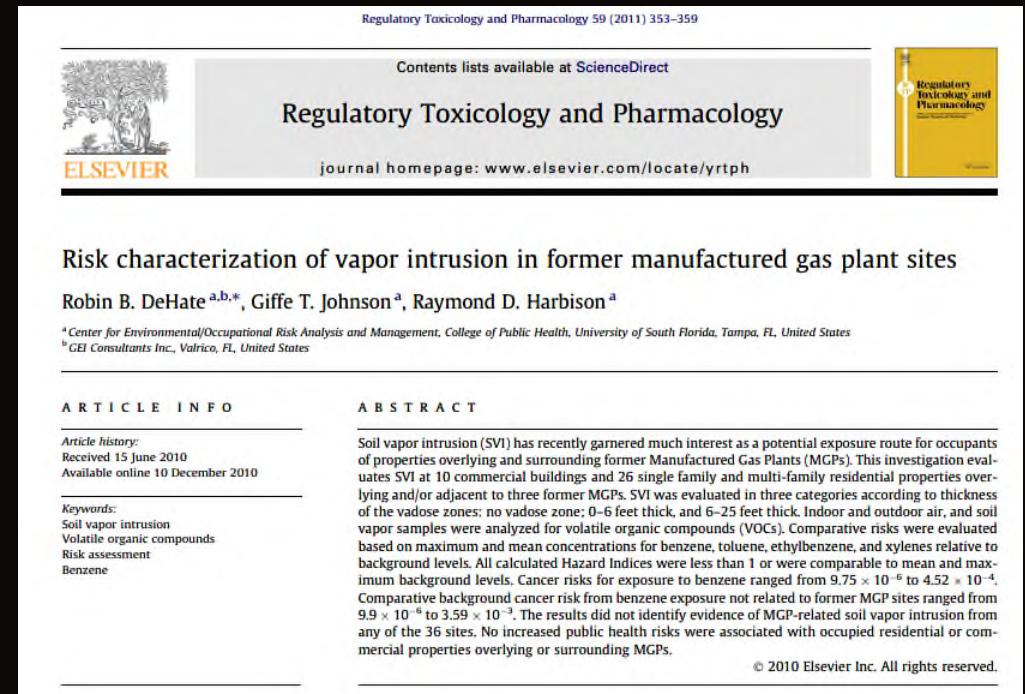 Regulatory Toxicology and Pharmacology 59 (2011) 353–359
Contents lists available at ScienceDirect
Regulatory Toxicology and Pharmacology
journal homepage: www.elsevier.com/locate/yrtph
ELSEVIER
Regulatory
Toxicology and
Pharmacology
Risk characterization of vapor intrusion in former manufactured gas plant sites
Robin B. DeHate a,b,*, Giffe T. Johnson a, Raymond D. Harbison a
a Center for Environmental/Occupational Risk Analysis and Management, College of Public Health, University of South Florida, Tampa, FL, United States
b GEI Consultants Inc., Valrico, FL, United States
ARTICLE INFO
Article history:
Received 15 June 2010
Available online 10 December 2010
Keywords:
Soil vapor intrusion
Volatile organic compounds
Risk assessment
Benzene
ABSTRACT
Soil vapor intrusion (SVI) has recently garnered much interest as a potential exposure route for occupants
of properties overlying and surrounding former Manufactured Gas Plants (MGPs). This investigation eval-
uates SVI at 10 commercial buildings and 26 single family and multi-family residential properties over-
lying and/or adjacent to three former MGPs. SVI was evaluated in three categories according to thickness
of the vadose zones; no vadose zone; 0–6 feet thick, and 6–25 feet thick. Indoor and outdoor air, and soil
vapor samples were analyzed for volatile organic compounds (VOCs). Comparative risks were evaluated
based on maximum and mean concentrations for benzene, toluene, ethylbenzene, and xylenes relative to
background levels. All calculated Hazard Indices were less than 1 or were comparable to mean and max-
imum background levels. Cancer risks for exposure to benzene ranged from 9.75 × 10⁻⁶ to 4.52 × 10⁻⁴.
Comparative background cancer risk from benzene exposure not related to former MGP sites ranged from
9.9 × 10⁻⁶ to 3.59 × 10⁻³. The results did not identify evidence of MGP-related soil vapor intrusion from
any of the 36 sites. No increased public health risks were associated with occupied residential or com-
mercial properties overlying or surrounding MGPs.
© 2010 Elsevier Inc. All rights reserved.